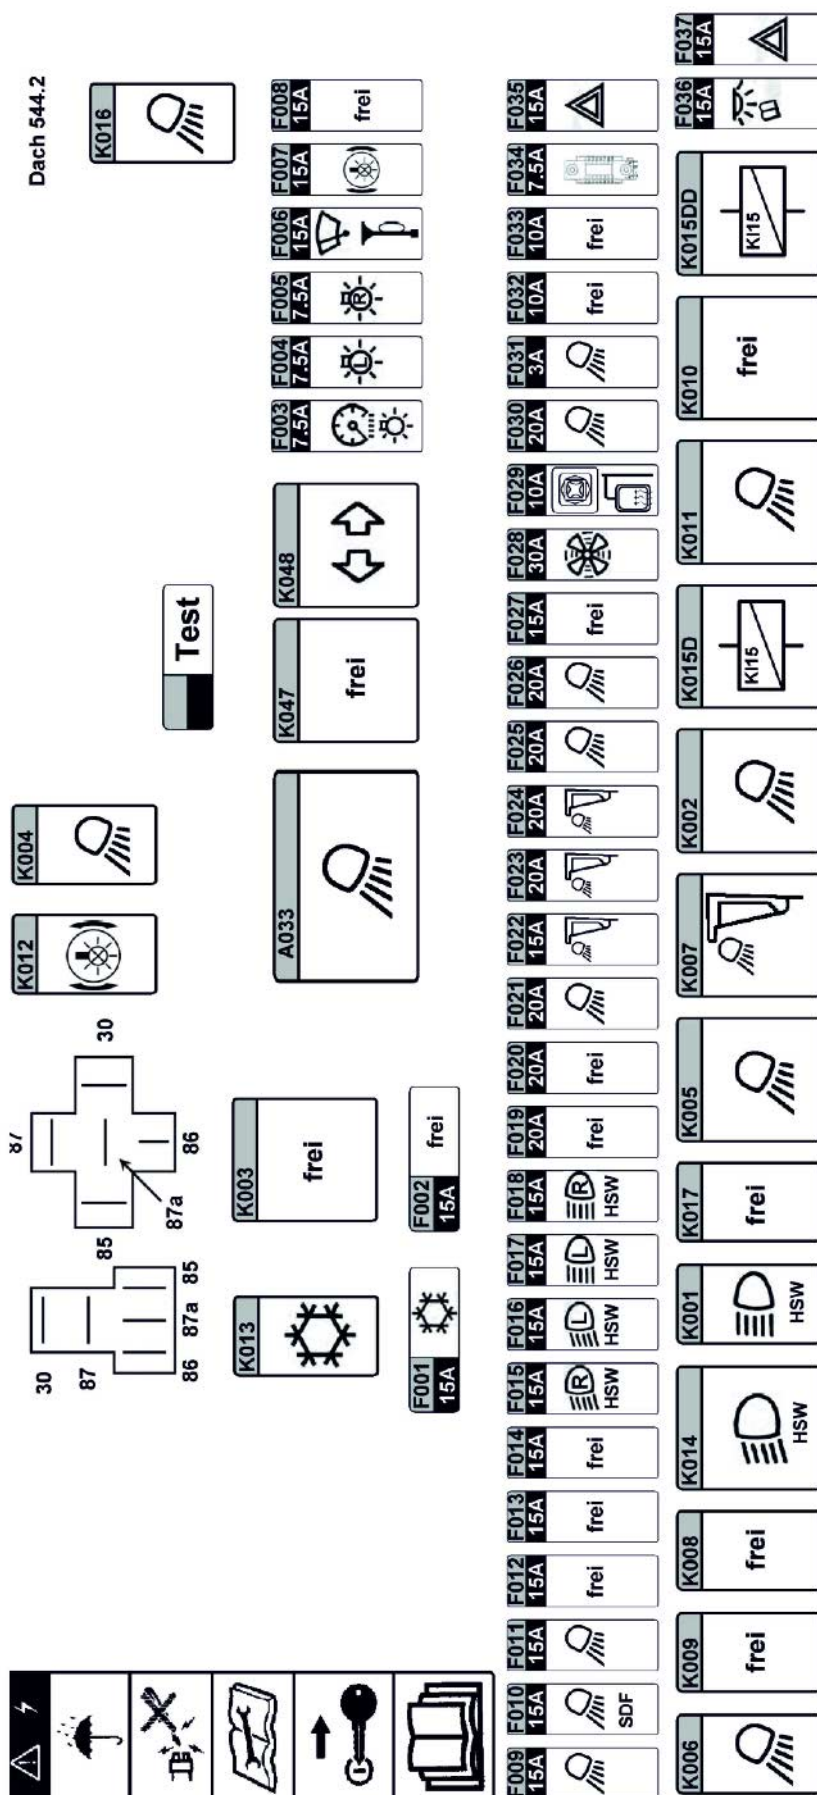 Dach 544.2
30
87
86
87a
85
87
85
30
87a
86
K012
K004
K016
Test
K013
K003
frei
A033
K047
frei
K048
F003
7.5A
F004
7.5A
L
F005
7.5A
R
F006
15A
F007
15A
F008
15A
frei
F001
15A
F002
15A
frei
F009
15A
F010
15A
SDF
F011
15A
F012
15A
frei
F013
15A
frei
F014
15A
frei
F015
15A
R
HSW
F016
15A
L
HSW
F017
15A
L
HSW
F018
15A
R
HSW
F019
20A
frei
F020
20A
frei
F021
20A
F022
15A
F023
20A
F024
20A
F025
20A
F026
20A
F027
15A
frei
F028
30A
F029
10A
F030
20A
F031
3A
F032
10A
frei
F033
10A
frei
F034
7.5A
F035
15A
K006
K009
frei
K008
frei
K014
HSW
K001
HSW
K017
frei
K005
K007
K002
K015D
KI15
K011
K010
frei
K015DD
KI15
F036
15A
F037
15A